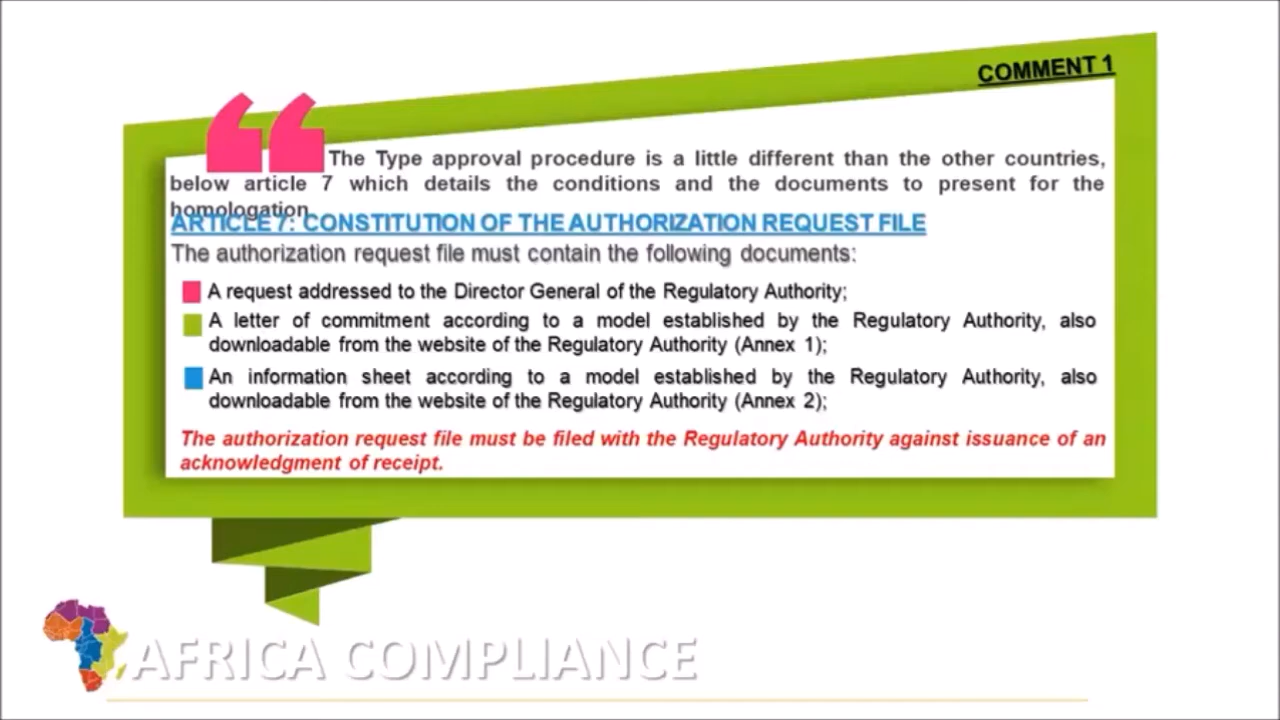 COMMENT 1
The Type approval procedure is a little different than the other countries,
below article 7 which details the conditions and the documents to present for the
homologation.
ARTICLE 7: CONSTITUTION OF THE AUTHORIZATION REQUEST FILE
The authorization request file must contain the following documents:
A request addressed to the Director General of the Regulatory Authority;
A letter of commitment according to a model established by the Regulatory Authority, also
downloadable from the website of the Regulatory Authority (Annex 1);
An information sheet according to a model established by the Regulatory Authority, also
downloadable from the website of the Regulatory Authority (Annex 2);
The authorization request file must be filed with the Regulatory Authority against issuance of an
acknowledgment of receipt.
AFRICA COMPLIANCE